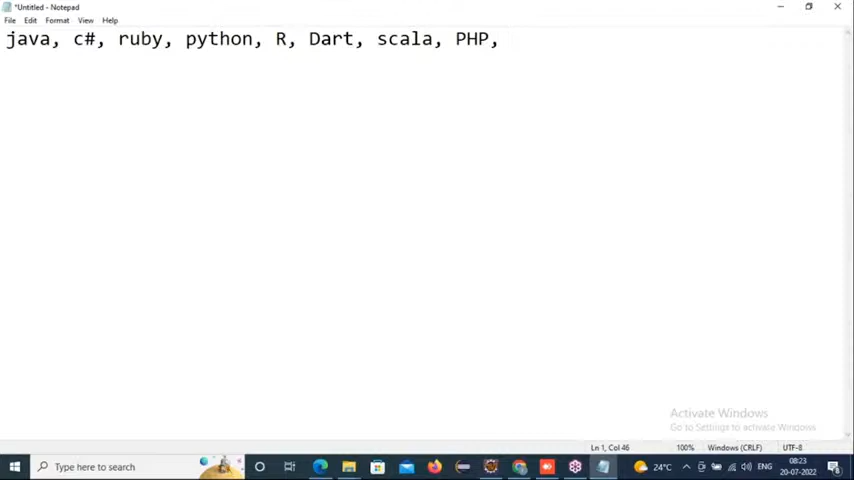 *Untitled - Notepad
File Edit Format View Help
java, c#, ruby, python, R, Dart, scala, PHP,
Activate Windows
Go to Settings to activate Windows
Ln 1, Col 46 100% Windows (CRLF) UTF-8
Type here to search
24°C ENG 08:23
20-07-2022
8